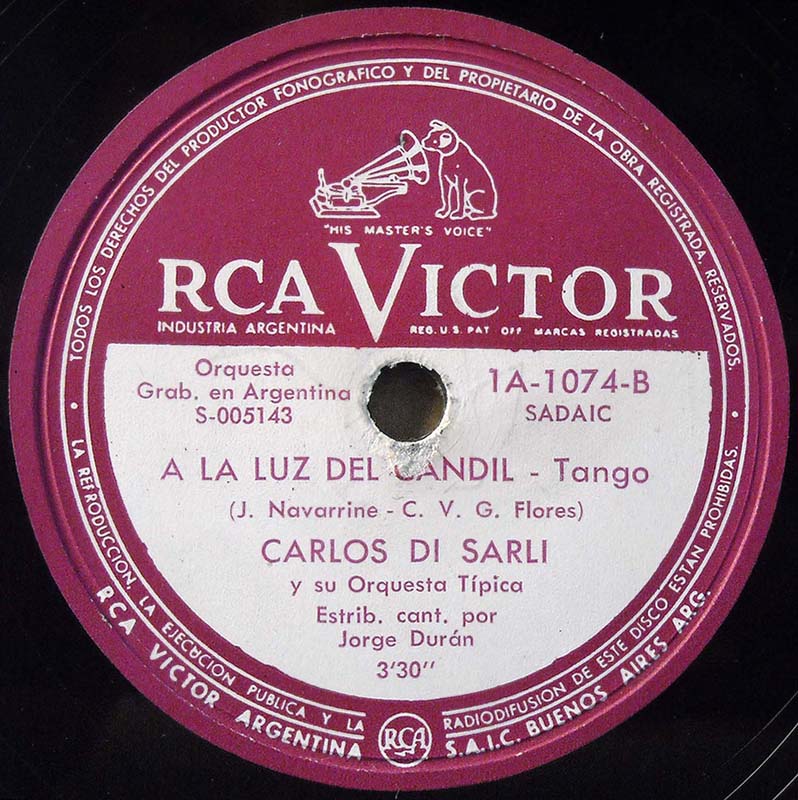 TODOS LOS DERECHOS DEL PRODUCTOR FONOGRAFICO Y DEL PROPIETARIO DE LA OBRA REGISTRADA, RESERVADOS.
"HIS MASTER'S VOICE"
RCA VICTOR
INDUSTRIA ARGENTINA
REG. U.S. PAT OFF MARCAS REGISTRADAS
Orquesta
Grab. en Argentina
S-005143
1A-1074-B
SADAIC
A LA LUZ DEL CANDIL - Tango
(J. Navarrine - C. V. G. Flores)
CARLOS DI SARLI
y su Orquesta Típica
Estrib. cant. por
Jorge Durán
3'30''
LA REPRODUCCION, LA EJECUCION PUBLICA Y LA RADIODIFUSION DE ESTE DISCO ESTAN PROHIBIDAS.
RCA VICTOR ARGENTINA RCA S.A.I.C. BUENOS AIRES ARG.